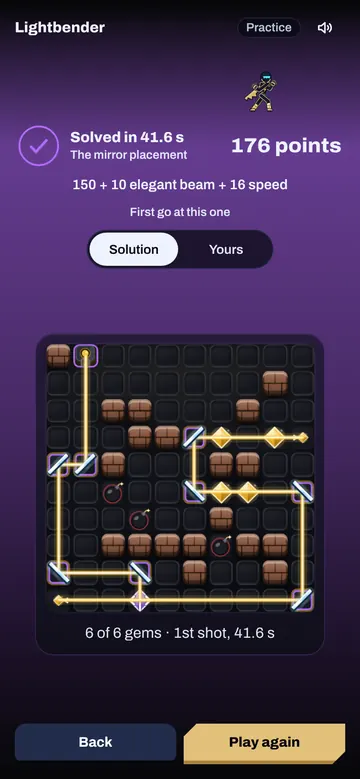 Lightbender
Practice
Solved in 41.6 s
The mirror placement
176 points
150 + 10 elegant beam + 16 speed
First go at this one
Solution
Yours
6 of 6 gems · 1st shot, 41.6 s
Back
Play again